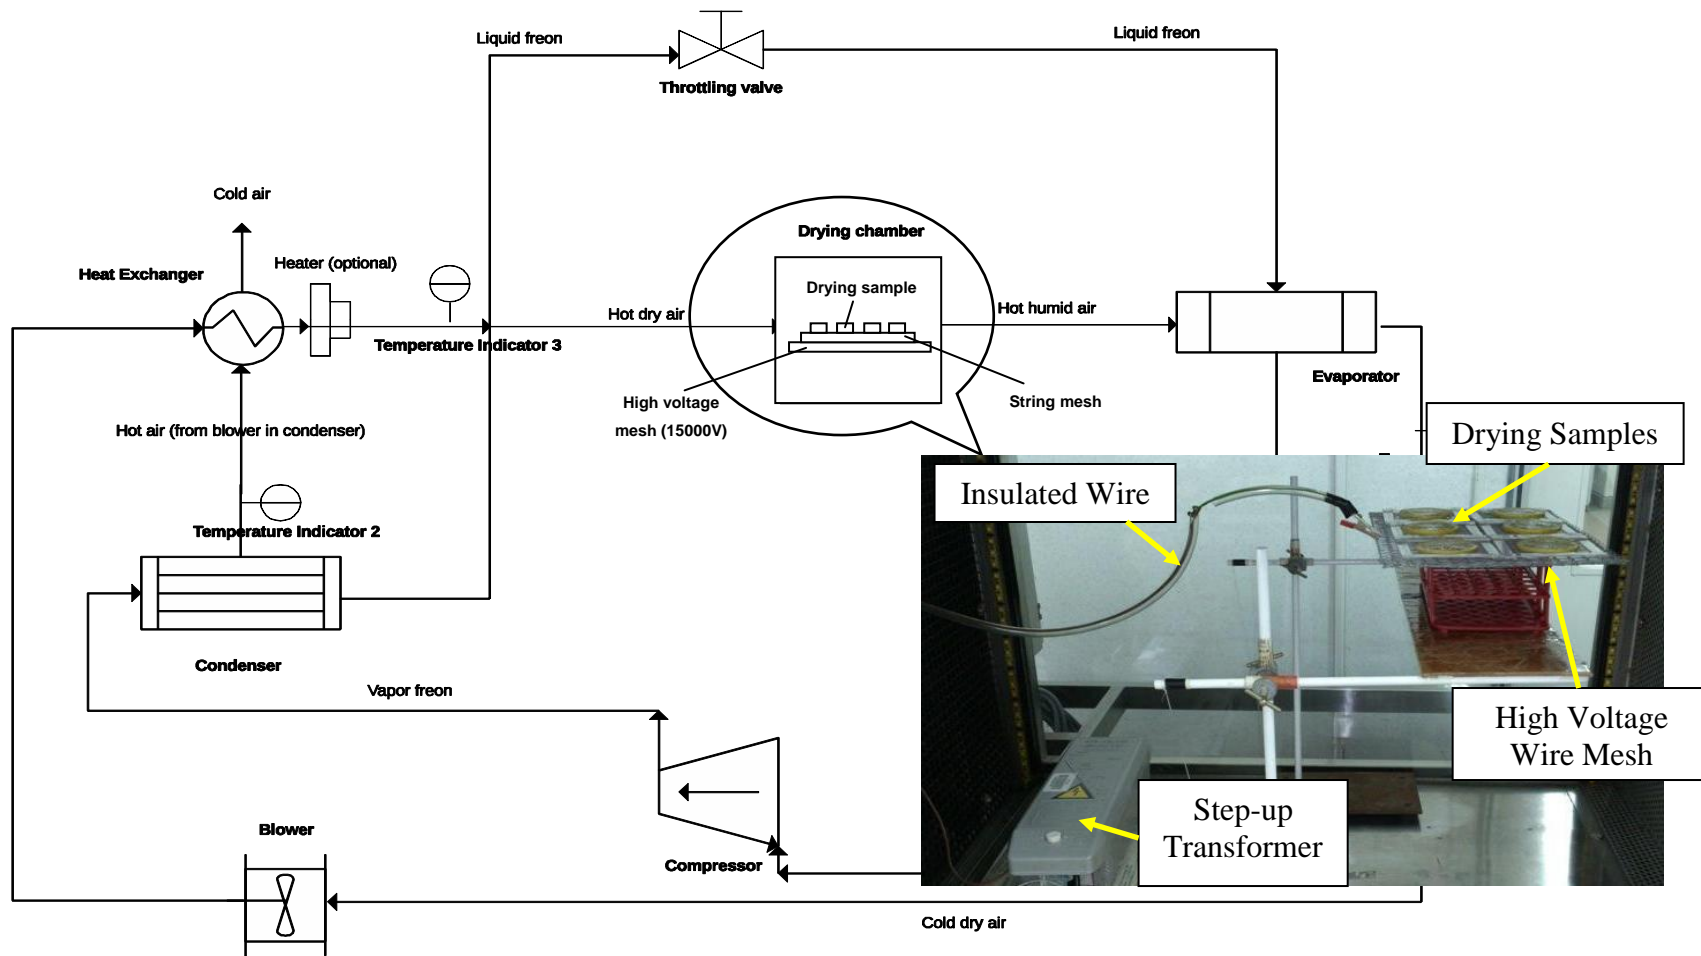 Liquid freon
Liquid freon
Throttling valve
Cold air
Heat Exchanger
Heater (optional)
Drying chamber
Drying sample
Hot dry air
Hot humid air
Temperature Indicator 3
Evaporator
High voltage
mesh (15000V)
String mesh
Hot air (from blower in condenser)
Drying Samples
Insulated Wire
Temperature Indicator 2
Condenser
Vapor freon
High Voltage
Wire Mesh
Step-up
Transformer
Blower
Compressor
Cold dry air